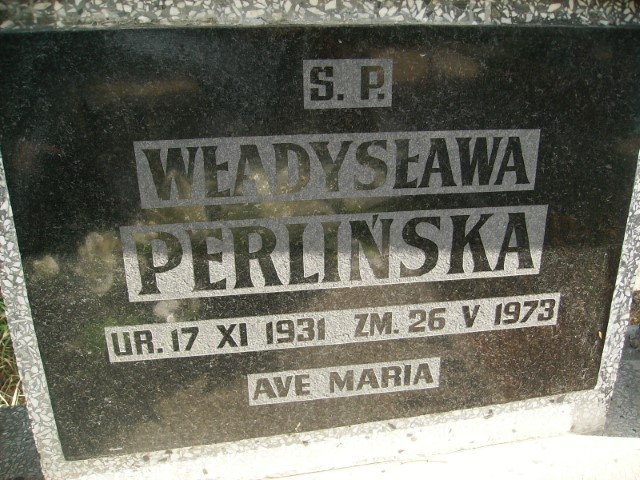 S. P.
WŁADYSŁAWA
PERLIŃSKA
UR. 17 XI 1931 ZM. 26 V 1973
AVE MARIA